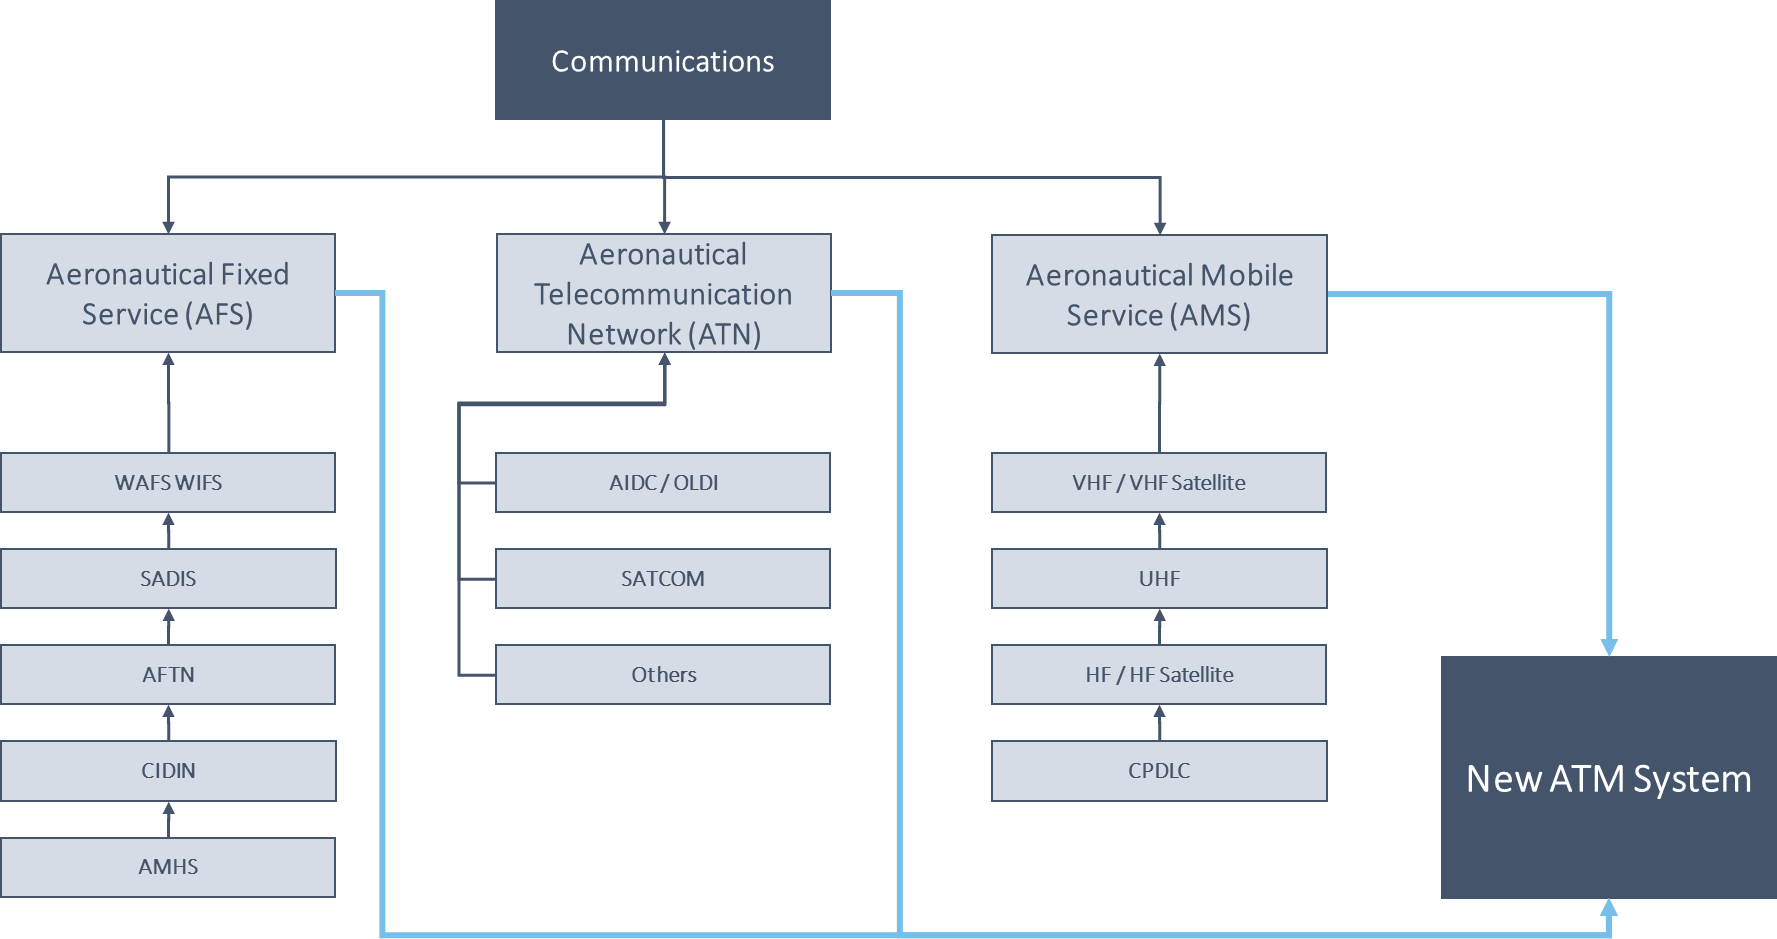 Communications
Aeronautical Fixed
Service (AFS)
Aeronautical
Telecommunication
Network (ATN)
Aeronautical Mobile
Service (AMS)
WAFS WIFS
SADIS
AFTN
CIDIN
AMHS
AIDC / OLDI
SATCOM
Others
VHF / VHF Satellite
UHF
HF / HF Satellite
CPDLC
New ATM System